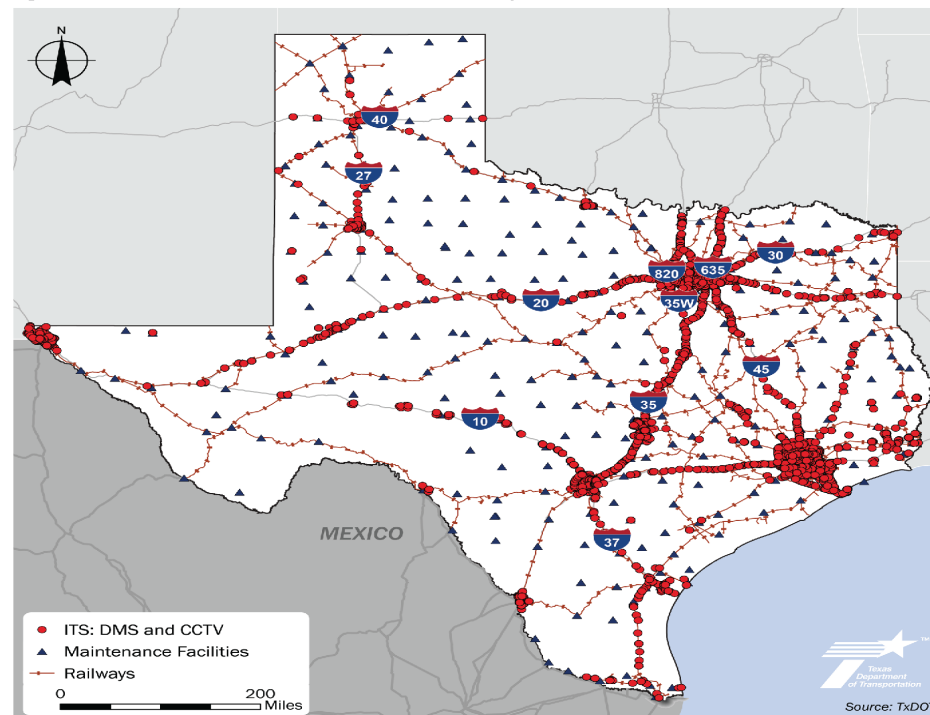 N
40
27
30
820
635
20
35W
45
35
10
37
MEXICO
ITS: DMS and CCTV
Maintenance Facilities
Railways
0 200
Miles
Texas
Department
of Transportation
TM
Source: TxDOT